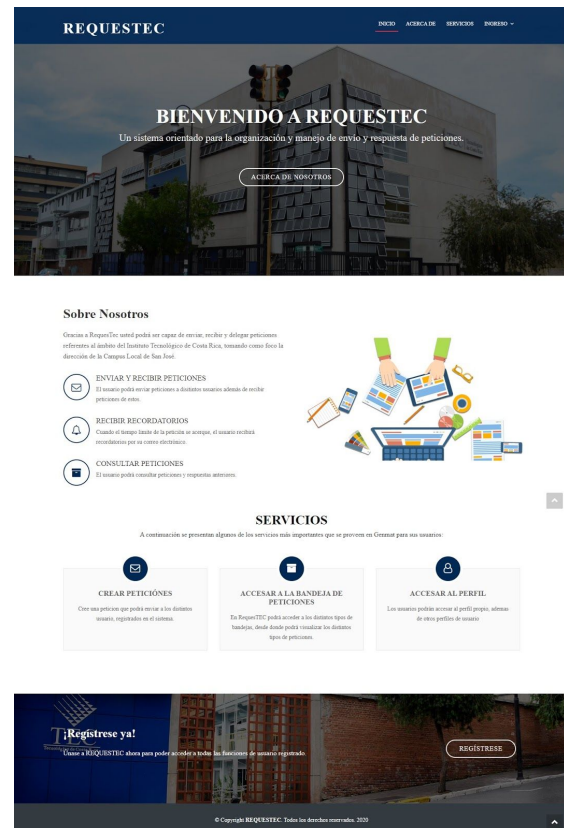 REQUESTEC
INICIO ACERCA DE SERVICIOS INGRESO
BIENVENIDO A REQUESTEC
Un sistema orientado para la organización y manejo de envío y respuesta de peticiones.
ACERCA DE NOSOTROS
Sobre Nosotros
Gracias a RequesTec usted podrá ser capaz de enviar, recibir y delegar peticiones
referentes al ámbito del Instituto Tecnológico de Costa Rica, tomando como foco la
dirección de la Campus Local de San José.
ENVIAR Y RECIBIR PETICIONES
El usuario podrá enviar peticiones a distintos usuarios además de recibir
peticiones de estos.
RECIBIR RECORDATORIOS
Cuando el tiempo límite de la petición se acerque, el usuario recibirá
recordatorios por su correo electrónico.
CONSULTAR PETICIONES
El usuario podrá consultar peticiones y respuestas anteriores.
SERVICIOS
A continuación se presentan algunos de los servicios más importantes que se proveen en Genmat para sus usuarios:
CREAR PETICIÓNES
Cree una peticion que podrá enviar a los distintos
usuario, registrados en el sistema.
ACCESAR A LA BANDEJA DE
PETICIONES
En RequesTEC podrá acceder a los distintos tipos de
bandejas, desde donde podrá visualizar los distintos
tipos de peticiones.
ACCESAR AL PERFIL
Los usuarios podrán accesar al perfil propio, ademas
de otros perfiles de usuario
¡Regístrese ya!
TEC
Únase a REQUESTEC ahora para poder acceder a todas las funciones de usuario registrado.
REGÍSTRESE
© Copyright REQUESTEC. Todos los derechos reservados. 2020